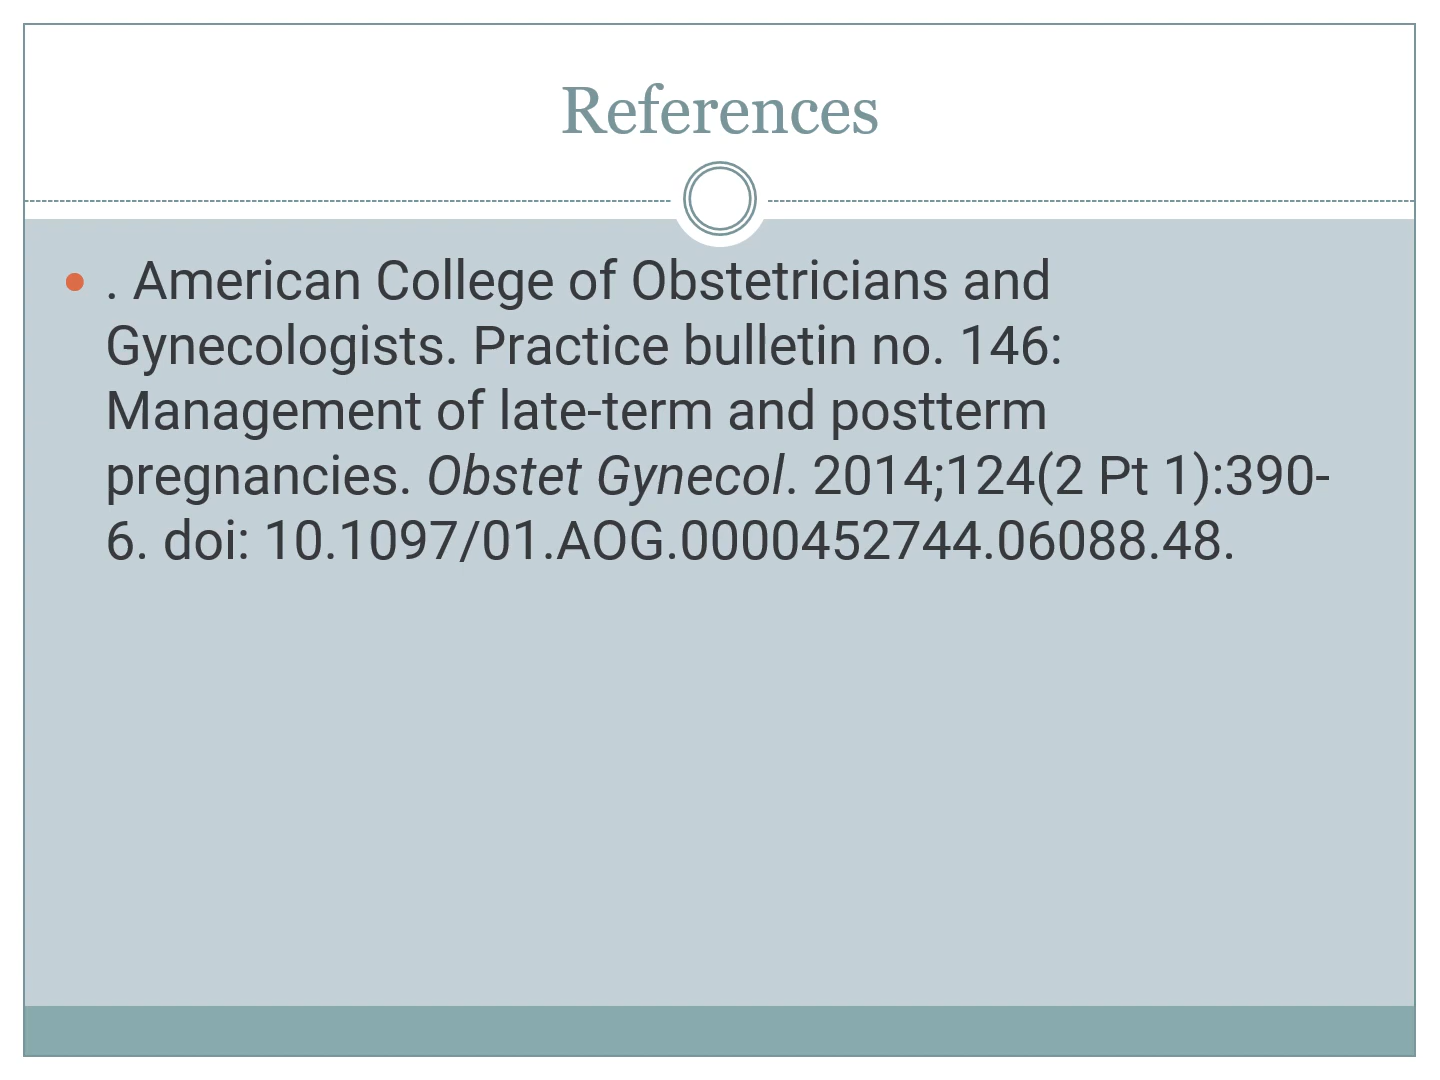 References
• . American College of Obstetricians and
Gynecologists. Practice bulletin no. 146:
Management of late-term and postterm
pregnancies. Obstet Gynecol. 2014;124(2 Pt 1):390-
6. doi: 10.1097/01.AOG.0000452744.06088.48.